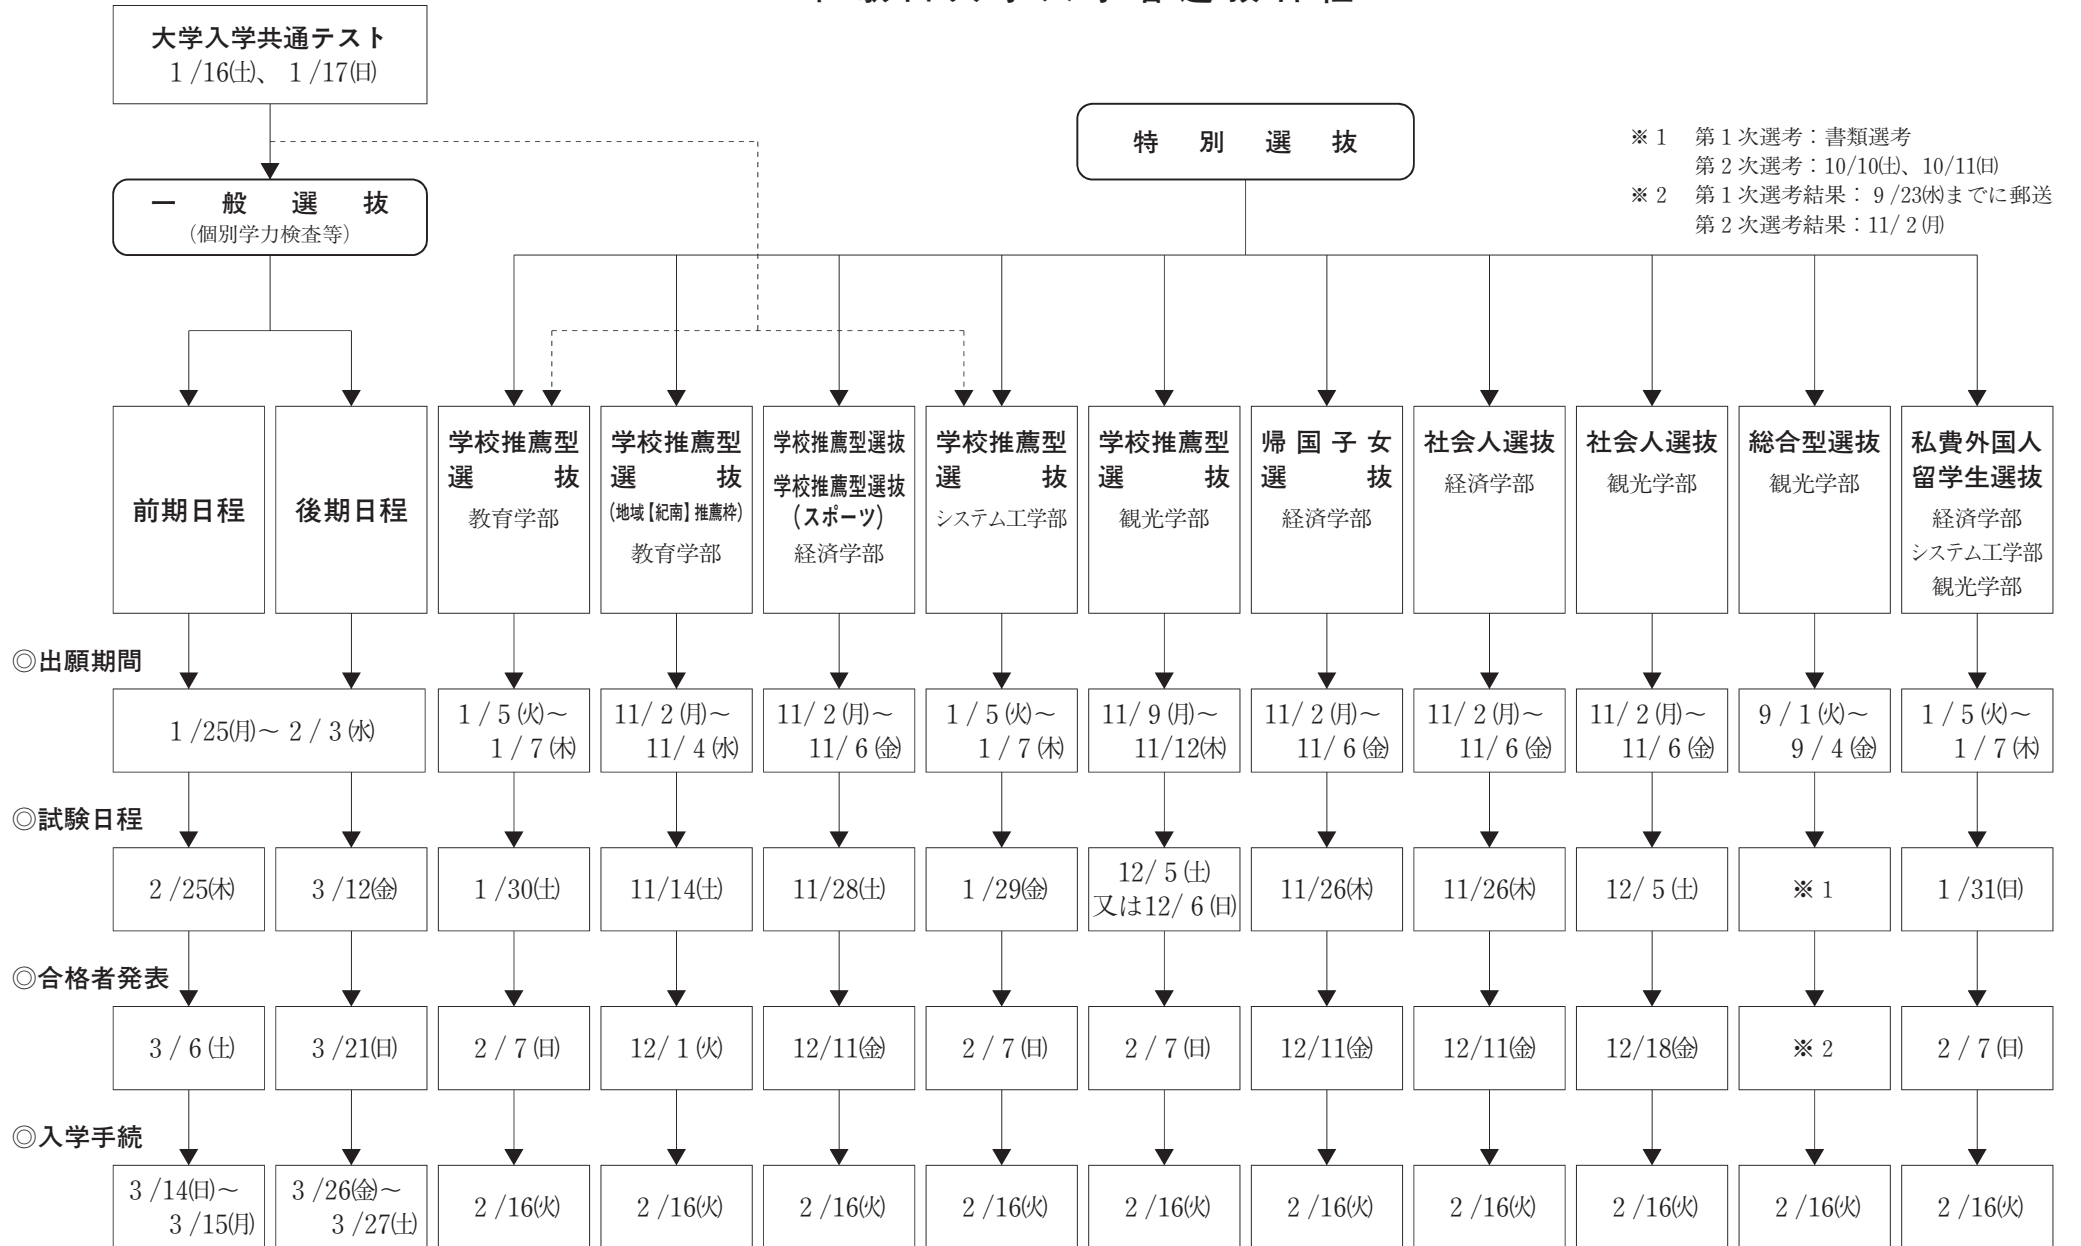 大学入学共通テスト
1/16(土)、1/17(日)
特別選抜
※1 第1次選考：書類選考
第2次選考：10/10(土)、10/11(日)
※2 第1次選考結果：9/23(水)までに郵送
第2次選考結果：11/2(月)
一般選抜
（個別学力検査等）
前期日程
後期日程
学校推薦型
選抜
教育学部
学校推薦型
選抜
（地域【紀南】推薦枠）
教育学部
学校推薦型選抜
学校推薦型選抜
（スポーツ）
経済学部
学校推薦型
選抜
システム工学部
学校推薦型
選抜
観光学部
帰国子女
選抜
経済学部
社会人選抜
経済学部
社会人選抜
観光学部
総合型選抜
観光学部
私費外国人
留学生選抜
経済学部
システム工学部
観光学部
◎出願期間
1/25(月)～2/3(水)
1/5(火)～
1/7(木)
11/2(月)～
11/4(水)
11/2(月)～
11/6(金)
1/5(火)～
1/7(木)
11/9(月)～
11/12(木)
11/2(月)～
11/6(金)
11/2(月)～
11/6(金)
11/2(月)～
11/6(金)
9/1(火)～
9/4(金)
1/5(火)～
1/7(木)
◎試験日程
2/25(木)
3/12(金)
1/30(土)
11/14(土)
11/28(土)
1/29(金)
12/5(土)
又は12/6(日)
11/26(木)
11/26(木)
12/5(土)
※1
1/31(日)
◎合格者発表
3/6(土)
3/21(日)
2/7(日)
12/1(火)
12/11(金)
2/7(日)
2/7(日)
12/11(金)
12/11(金)
12/18(金)
※2
2/7(日)
◎入学手続
3/14(日)～
3/15(月)
3/26(金)～
3/27(土)
2/16(火)
2/16(火)
2/16(火)
2/16(火)
2/16(火)
2/16(火)
2/16(火)
2/16(火)
2/16(火)
2/16(火)